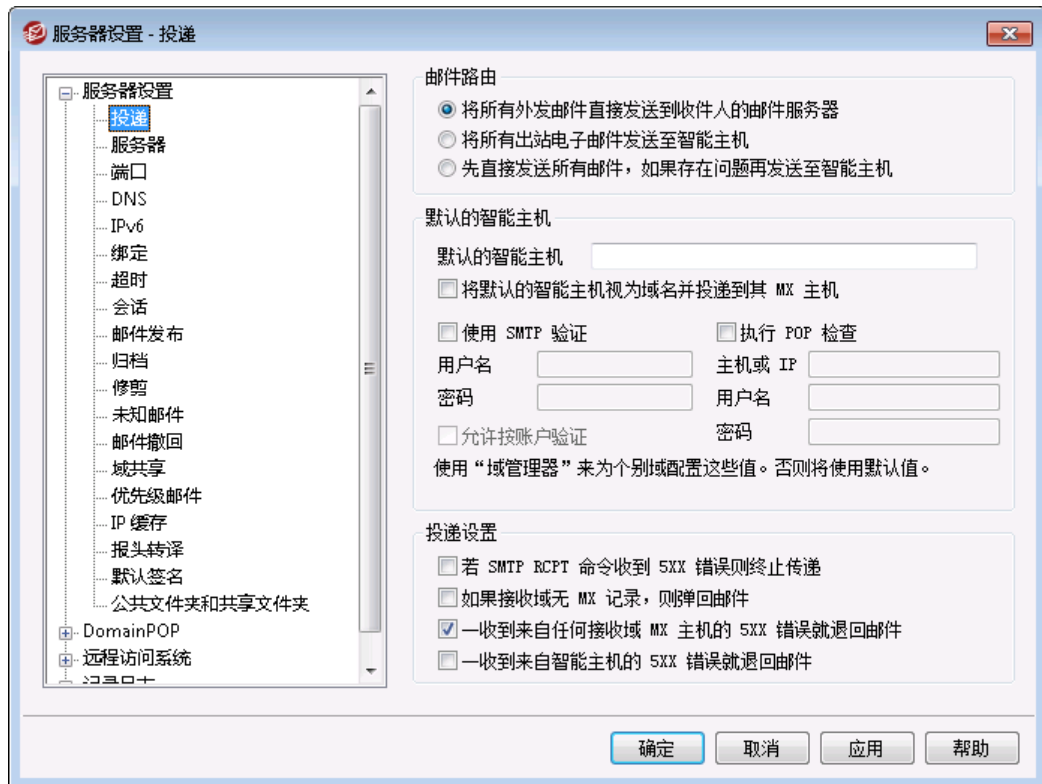 服务器设置 - 投递
服务器设置
投递
服务器
端口
DNS
IPv6
绑定
超时
会话
邮件发布
归档
修剪
未知邮件
邮件撤回
域共享
优先级邮件
IP 缓存
报头转译
默认签名
公共文件夹和共享文件夹
DomainPOP
远程访问系统
邮件路由
将所有外发邮件直接发送到收件人的邮件服务器
将所有出站电子邮件发送至智能主机
先直接发送所有邮件，如果存在问题再发送至智能主机
默认的智能主机
默认的智能主机
将默认的智能主机视为域名并投递到其 MX 主机
使用 SMTP 验证 执行 POP 检查
用户名 主机或 IP
密码 用户名
允许按账户验证 密码
使用“域管理器”来为个别域配置这些值。否则将使用默认值。
投递设置
若 SMTP RCPT 命令收到 5XX 错误则终止传递
如果接收域无 MX 记录，则弹回邮件
一收到来自任何接收域 MX 主机的 5XX 错误就退回邮件
一收到来自智能主机的 5XX 错误就退回邮件
确定 取消 应用 帮助